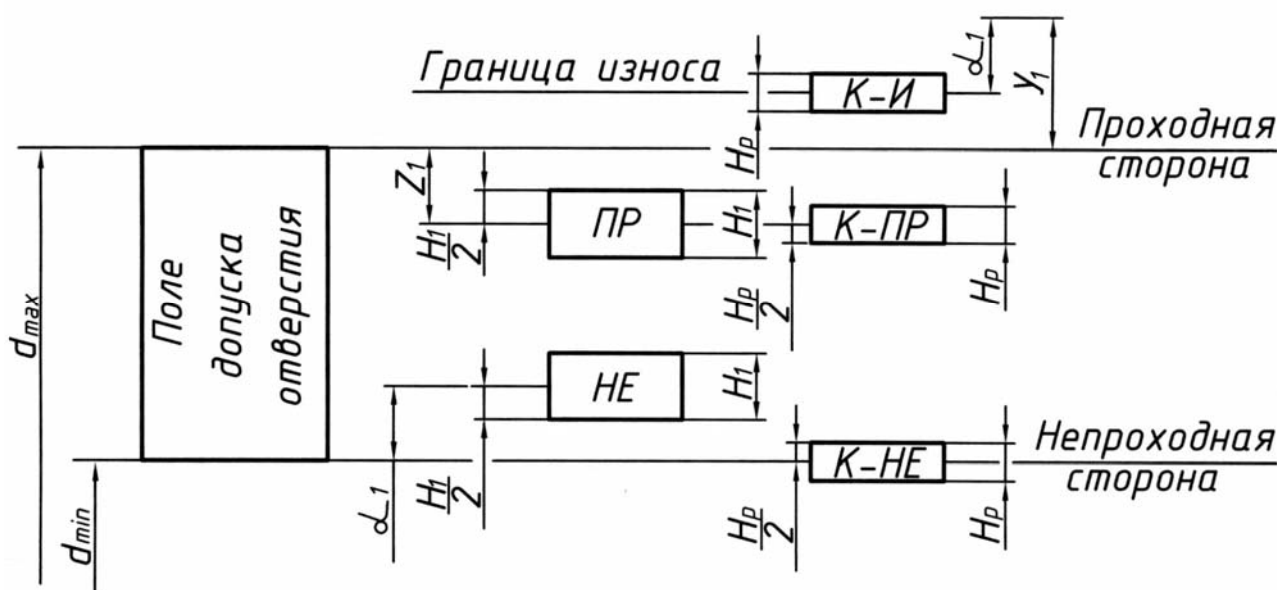 Граница износа
К-И
α₁
y₁
Проходная
сторона
Hₚ
Z₁
H₁/2
ПР
H₁
К-ПР
Hₚ/2
Hₚ
dmax
Поле
допуска
отверстия
НЕ
H₁
α₁
H₁/2
К-НЕ
Hₚ/2
Hₚ
Непроходная
сторона
dmin